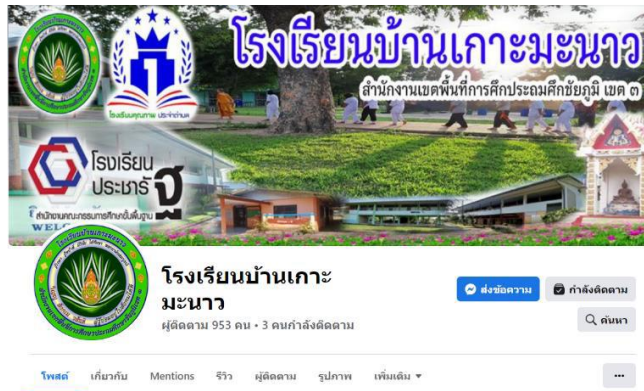 โรงเรียนบ้านเกาะมะนาว
สำนักงานเขตพื้นที่การศึกประถมศึกชัยภูมิ เขต ๓
โรงเรียนคุณภาพ ประจำตำบล
โรงเรียน
ประชารัฐ
สำนักงานคณะกรรมการการศึกษาขั้นพื้นฐาน
โรงเรียนบ้านเกาะ
มะนาว
ผู้ติดตาม 953 คน • 3 คนกำลังติดตาม
ส่งข้อความ
กำลังติดตาม
ค้นหา
โพสต์ เกี่ยวกับ Mentions รีวิว ผู้ติดตาม รูปภาพ เพิ่มเติม